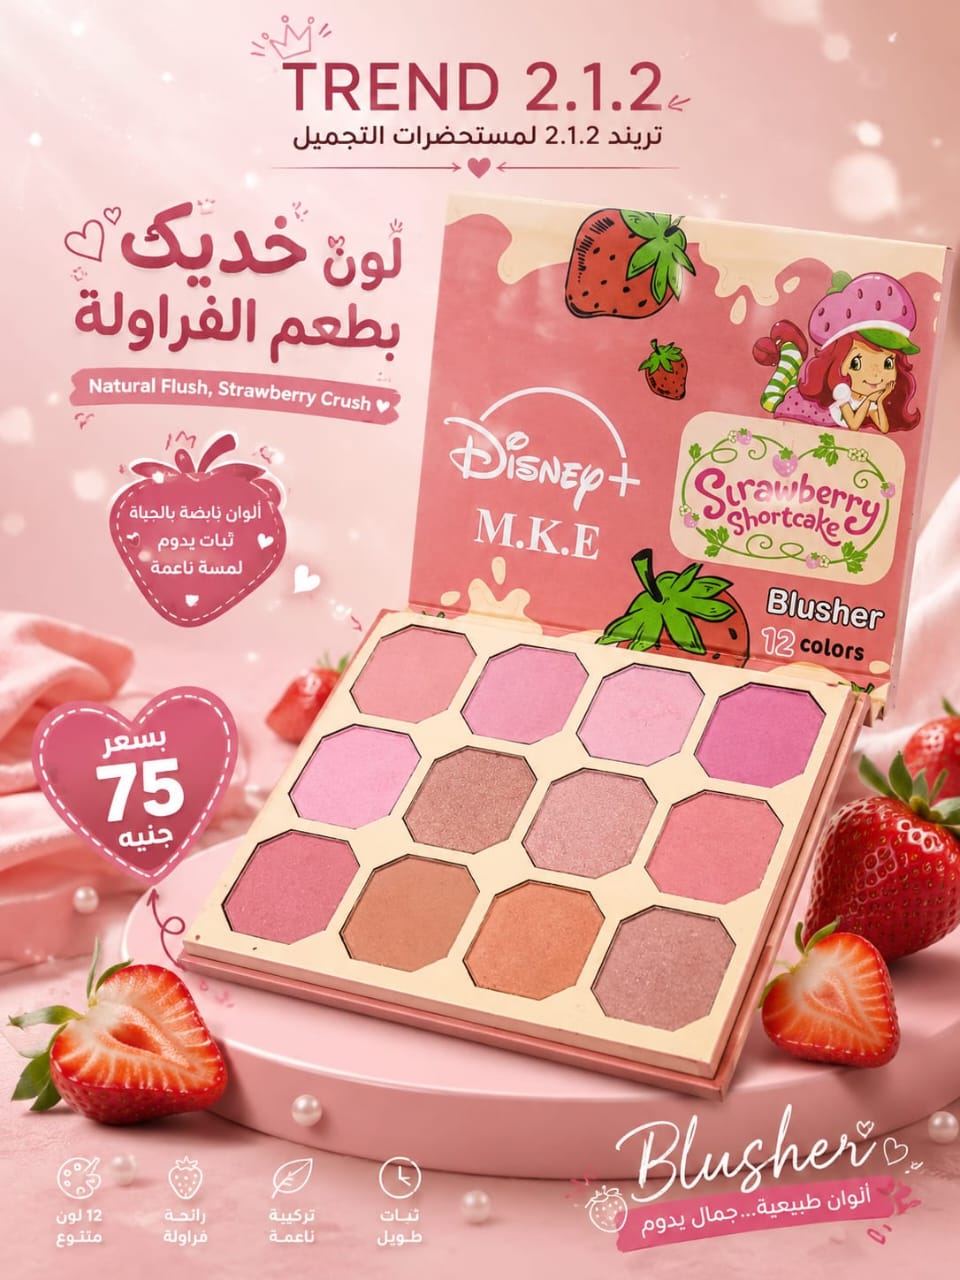 TREND 2.1.2
تريند 2.1.2 لمستحضرات التجميل
لون خديك
بطعم الفراولة
Natural Flush, Strawberry Crush
ألوان نابضة بالحياة
ثبات يدوم
لمسة ناعمة
Disney+
M.K.E
Strawberry
Shortcake
Blusher
12 colors
بسعر
75
جنيه
ثبات
طويل
تركيبة
ناعمة
رائحة
فراولة
12 لون
متنوع
Blusher
ألوان طبيعية...جمال يدوم